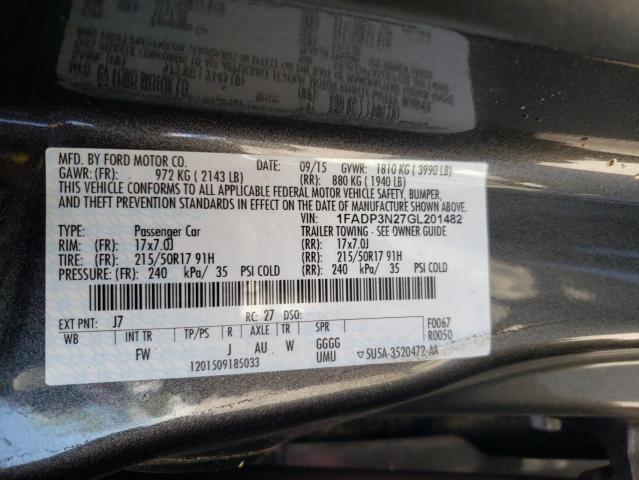 MFD. BY FORD MOTOR CO. DATE: 09/15 GVWR: 1810 KG ( 3990 LB)
GAWR: (FR): 972 KG ( 2143 LB) (RR): 880 KG ( 1940 LB)
THIS VEHICLE CONFORMS TO ALL APPLICABLE FEDERAL MOTOR VEHICLE SAFETY, BUMPER,
AND THEFT PREVENTION STANDARDS IN EFFECT ON THE DATE OF MANUFACTURE SHOWN ABOVE.
VIN: 1FADP3N27GL201482
TYPE: Passenger Car TRAILER TOWING - SEE OWNER GUIDE
RIM: (FR): 17x7.0J (RR): 17x7.0J
TIRE: (FR): 215/50R17 91H (RR): 215/50R17 91H
PRESSURE: (FR): 240 kPa/ 35 PSI COLD (RR): 240 kPa/ 35 PSI COLD
EXT PNT: J7 RC: 27 DSO: F0067
WB INT TR TP/PS R AXLE TR SPR R0050
FW J AU W GGGG
UMU
1201509185033 5U5A-3520472-AA